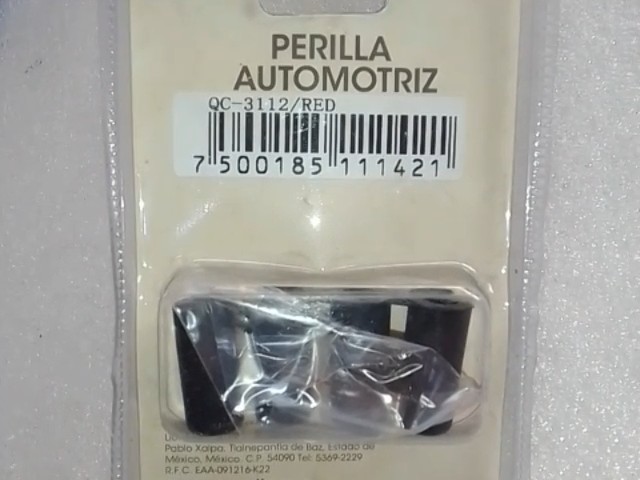 PERILLA
AUTOMOTRIZ
QC-3112/RED
7 500185 111421
Pablo Xalpa, Tlalnepantla de Baz, Estado de
México, México. C.P. 54090 Tel: 5369-2229
R.F.C. EAA-091216-K22